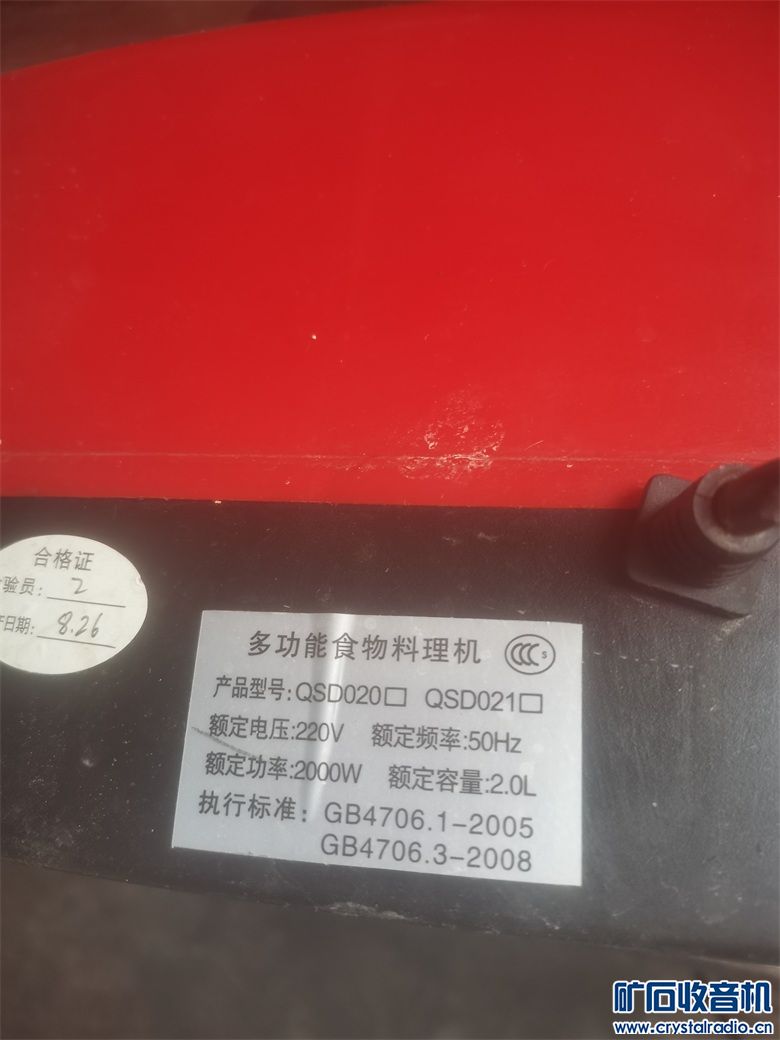 合格证
验员: 2
日期: 8.26
多功能食物料理机 CCC S
产品型号:QSD020□ QSD021□
额定电压:220V 额定频率:50Hz
额定功率:2000W 额定容量:2.0L
执行标准: GB4706.1-2005
GB4706.3-2008
矿石收音机
www.crystalradio.cn